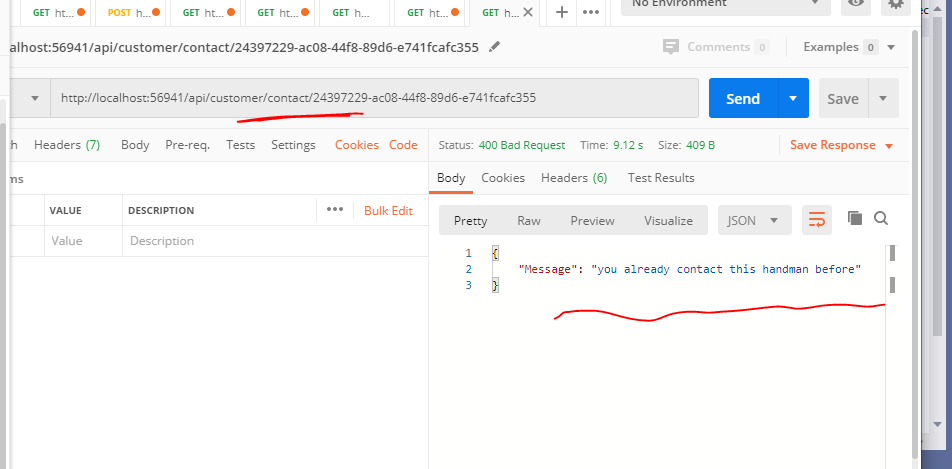 GET ht... POST h... GET ht... GET ht... GET h... GET ht... GET h... No Environment
alhost:56941/api/customer/contact/24397229-ac08-44f8-89d6-e741fcafc355 Comments 0 Examples 0
http://localhost:56941/api/customer/contact/24397229-ac08-44f8-89d6-e741fcafc355 Send Save
Headers (7) Body Pre-req. Tests Settings Cookies Code
Status: 400 Bad Request Time: 9.12 s Size: 409 B Save Response
Body Cookies Headers (6) Test Results
ms
VALUE DESCRIPTION ••• Bulk Edit
Value Description
Pretty Raw Preview Visualize JSON
1 {
2 "Message": "you already contact this handman before"
3 }